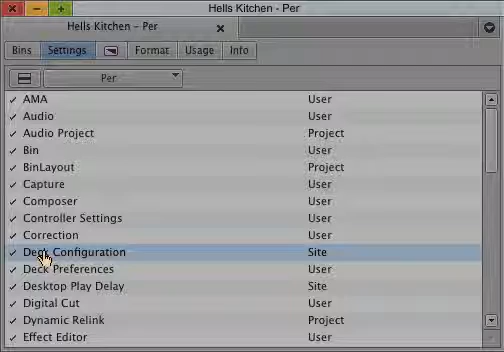 Hells Kitchen - Per
Hells Kitchen - Per
Bins Settings Format Usage Info
Per
AMA User
Audio User
Audio Project Project
Bin User
BinLayout Project
Capture User
Composer User
Controller Settings User
Correction User
Deck Configuration Site
Deck Preferences User
Desktop Play Delay Site
Digital Cut User
Dynamic Relink Project
Effect Editor User